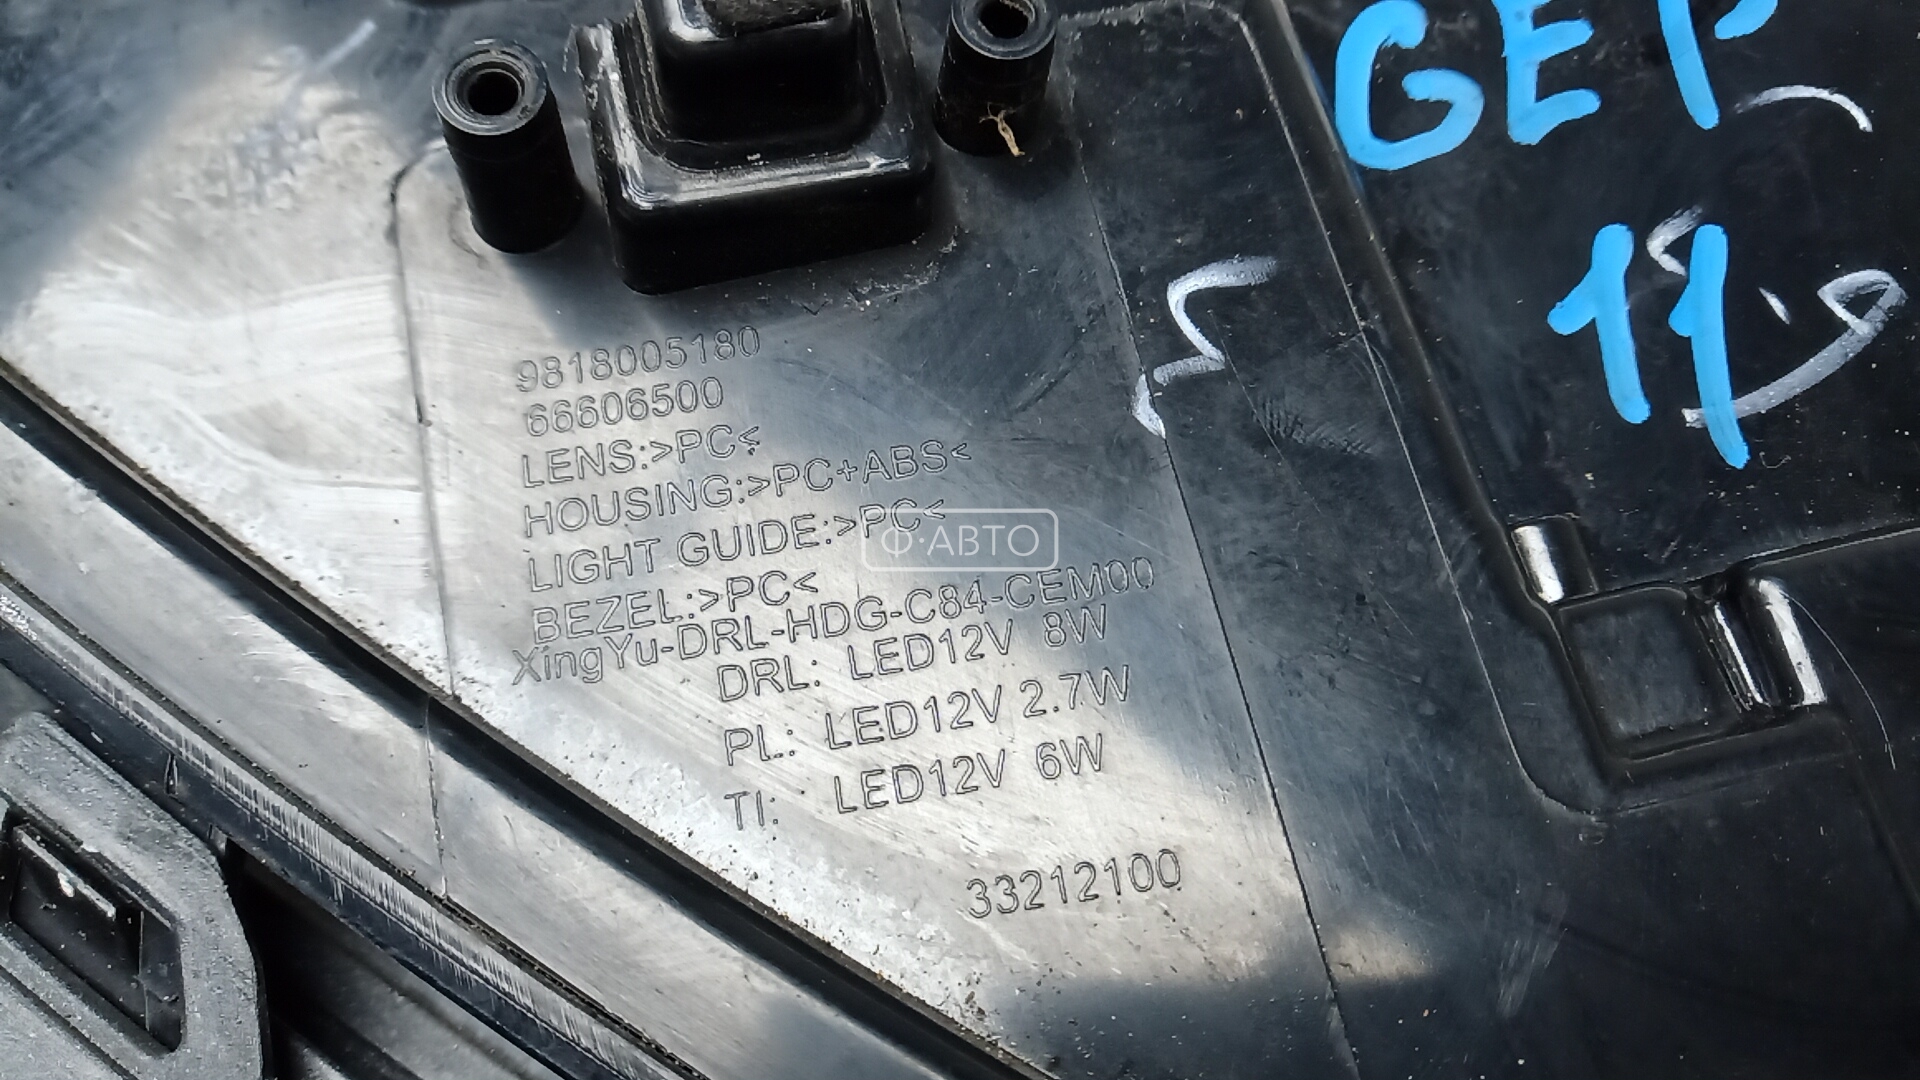 GEP
11
9818005180
66606500
LENS:>PC<
HOUSING:>PC+ABS<
LIGHT GUIDE:>PC<
BEZEL:>PC<
XingYu-DRL-HDG-C84-CEM00
DRL: LED12V 8W
PL: LED12V 2.7W
TI: LED12V 6W
33212100
Ф·АВТО